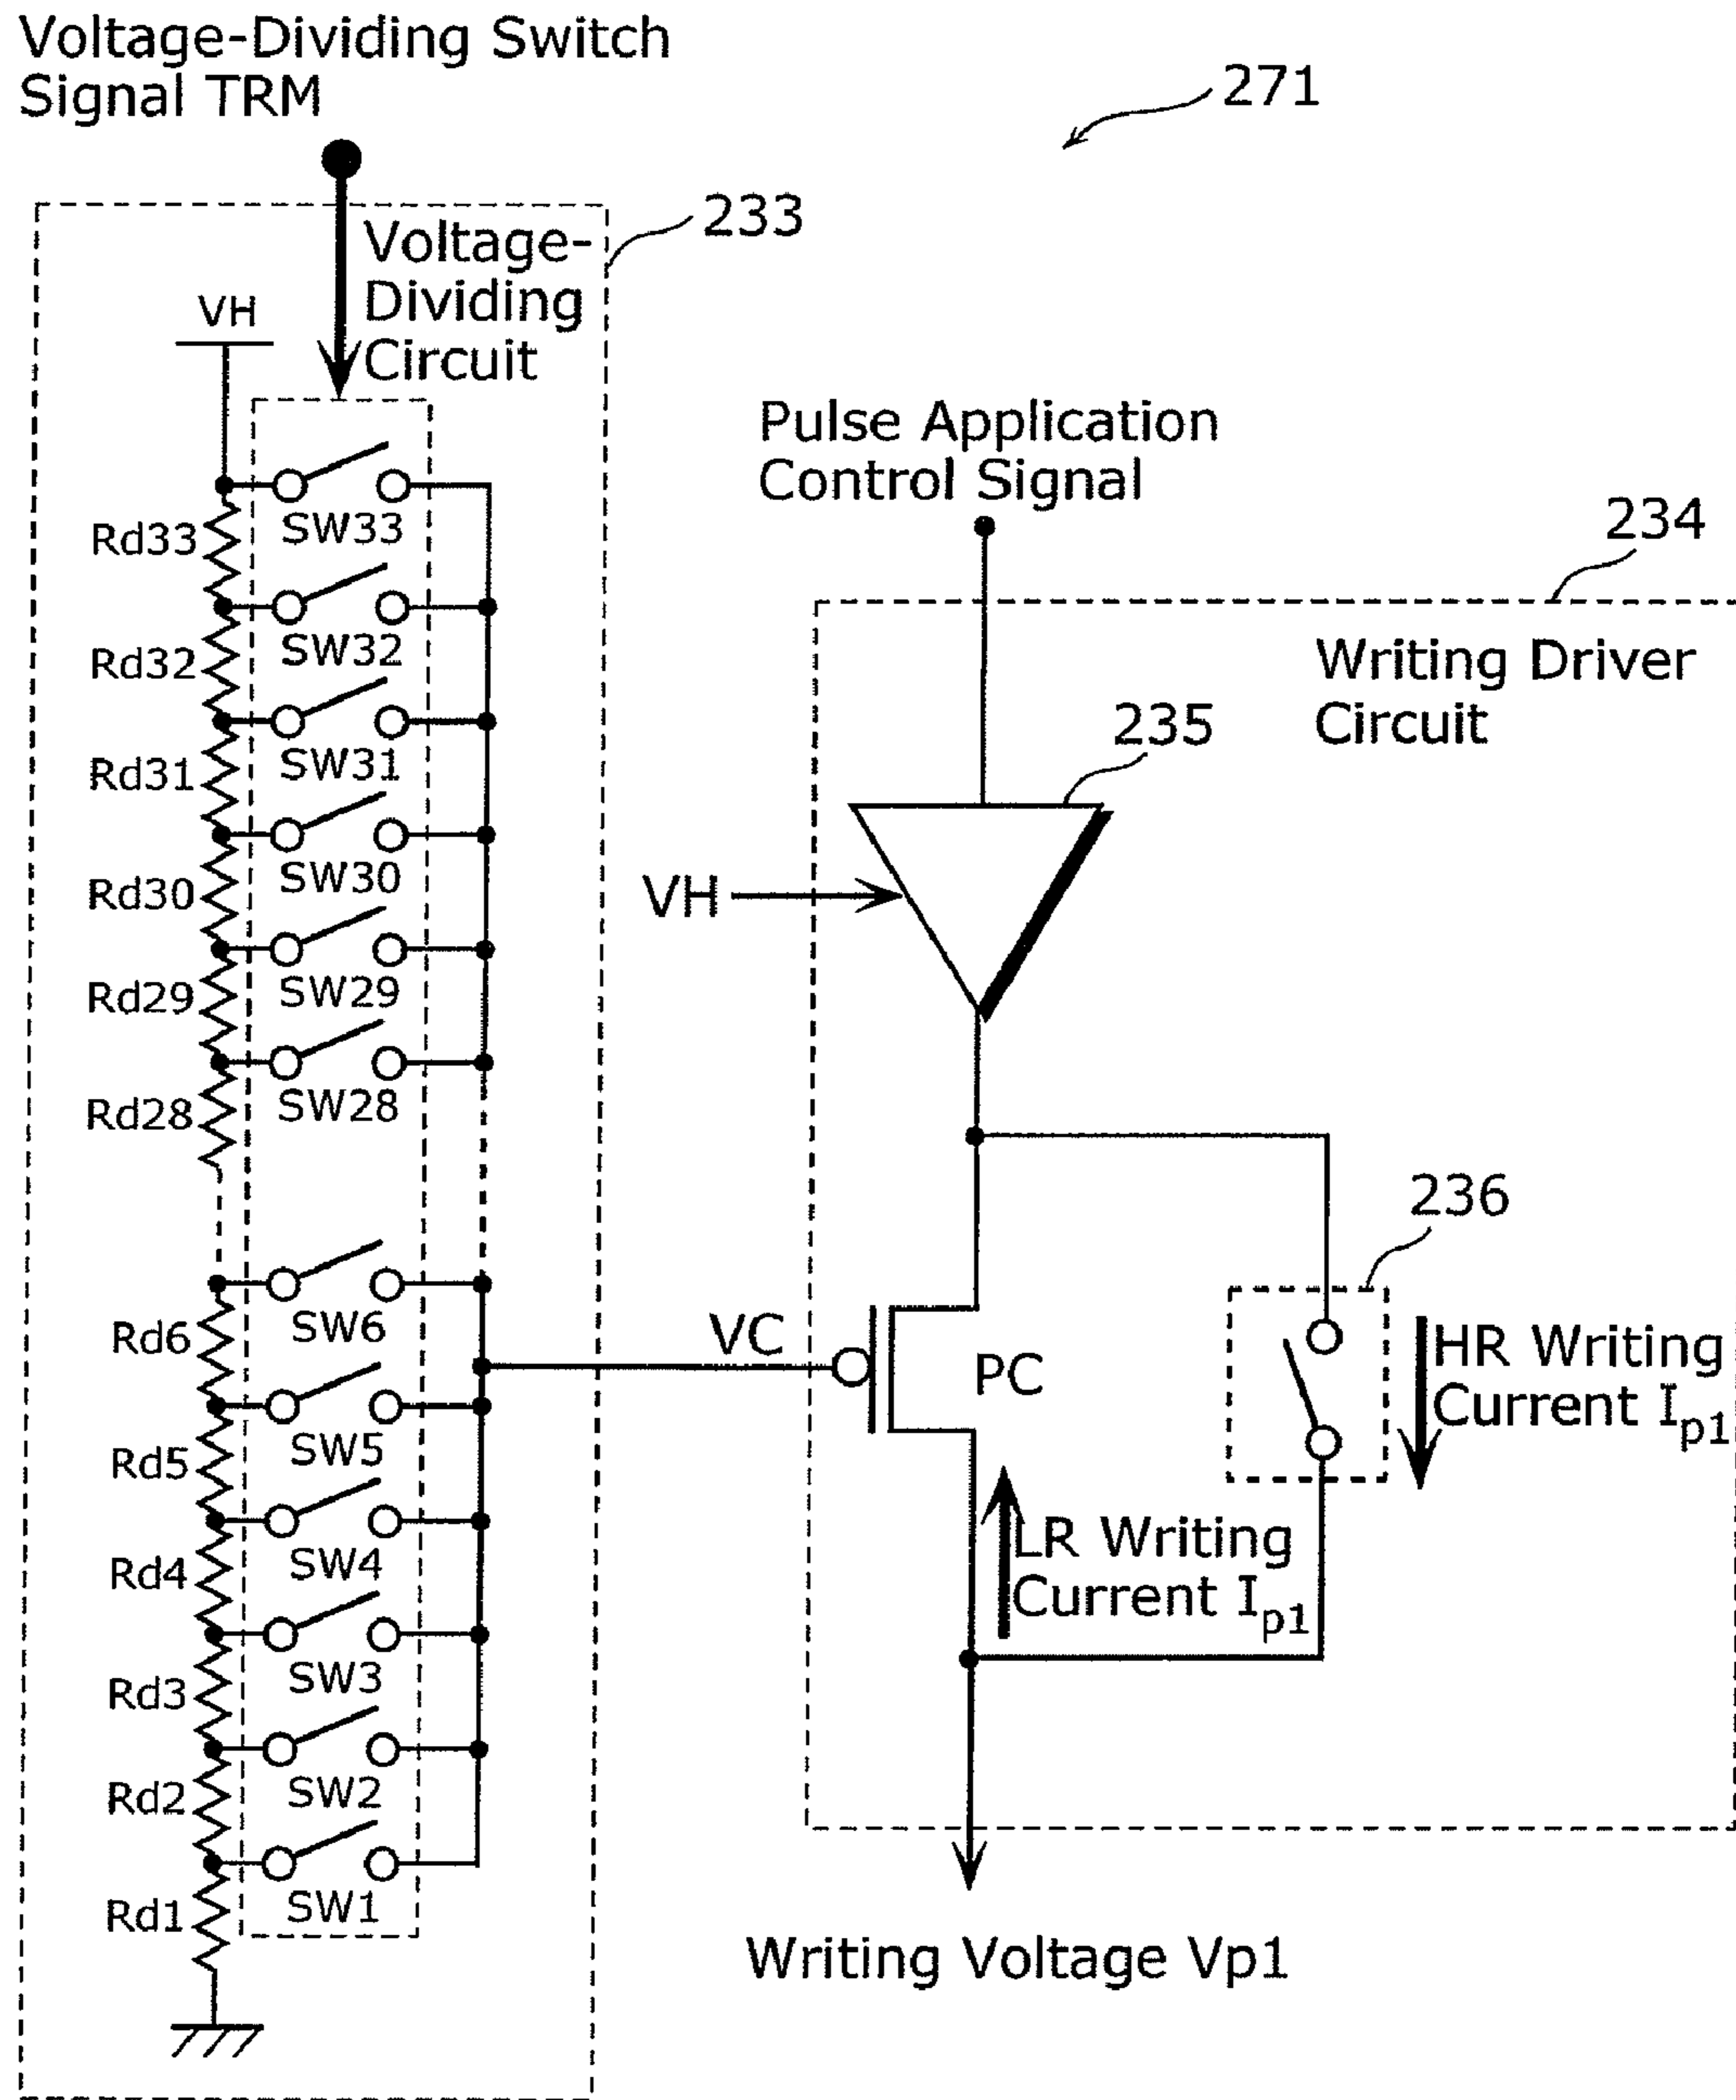 Voltage-Dividing Switch
Signal TRM
271
233
Voltage-
Dividing
Circuit
VH
SW33
Rd33
SW32
Rd32
SW31
Rd31
SW30
Rd30
SW29
Rd29
SW28
Rd28
SW6
Rd6
SW5
Rd5
SW4
Rd4
SW3
Rd3
SW2
Rd2
SW1
Rd1
Pulse Application
Control Signal
234
Writing Driver
Circuit
235
VH
236
VC
PC
HR Writing
Current Ip1
LR Writing
Current Ip1
Writing Voltage Vp1